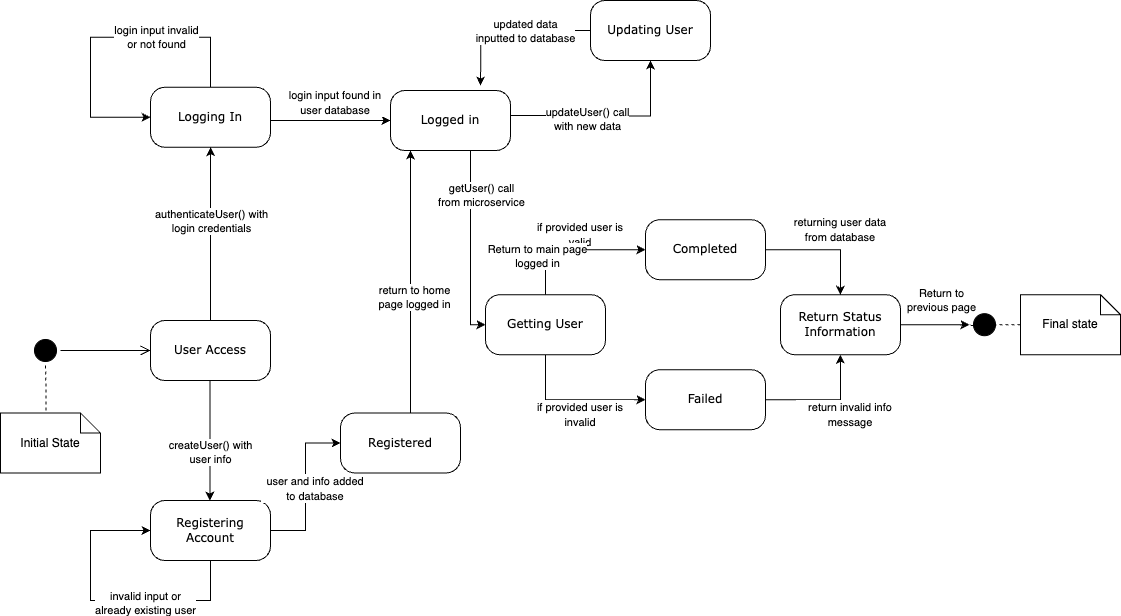 login input invalid
or not found
Logging In
login input found in
user database
Logged in
updated data
inputted to database
Updating User
updateUser() call
with new data
authenticateUser() with
login credentials
getUser() call
from microservice
if provided user is
valid
Return to main page
logged in
Completed
returning user data
from database
return to home
page logged in
Getting User
Return Status
Information
Return to
previous page
Final state
User Access
Initial State
if provided user is
invalid
Failed
return invalid info
message
createUser() with
user info
Registered
user and info added
to database
Registering
Account
invalid input or
already existing user